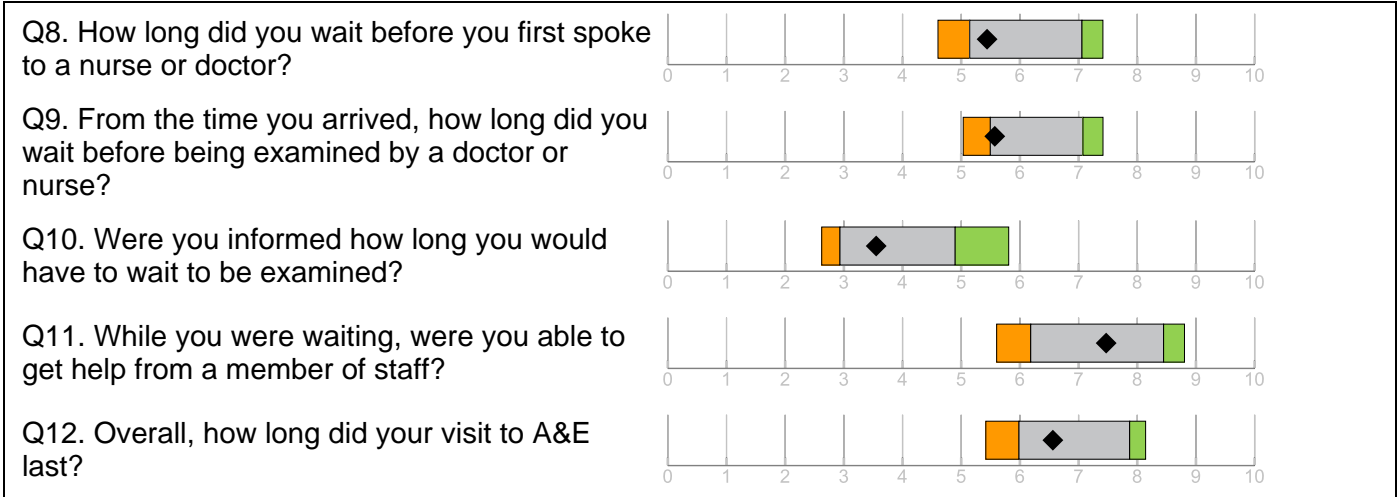 Q8. How long did you wait before you first spoke
to a nurse or doctor?
0 1 2 3 4 5 6 7 8 9 10
Q9. From the time you arrived, how long did you
wait before being examined by a doctor or
nurse?
0 1 2 3 4 5 6 7 8 9 10
Q10. Were you informed how long you would
have to wait to be examined?
0 1 2 3 4 5 6 7 8 9 10
Q11. While you were waiting, were you able to
get help from a member of staff?
0 1 2 3 4 5 6 7 8 9 10
Q12. Overall, how long did your visit to A&E
last?
0 1 2 3 4 5 6 7 8 9 10